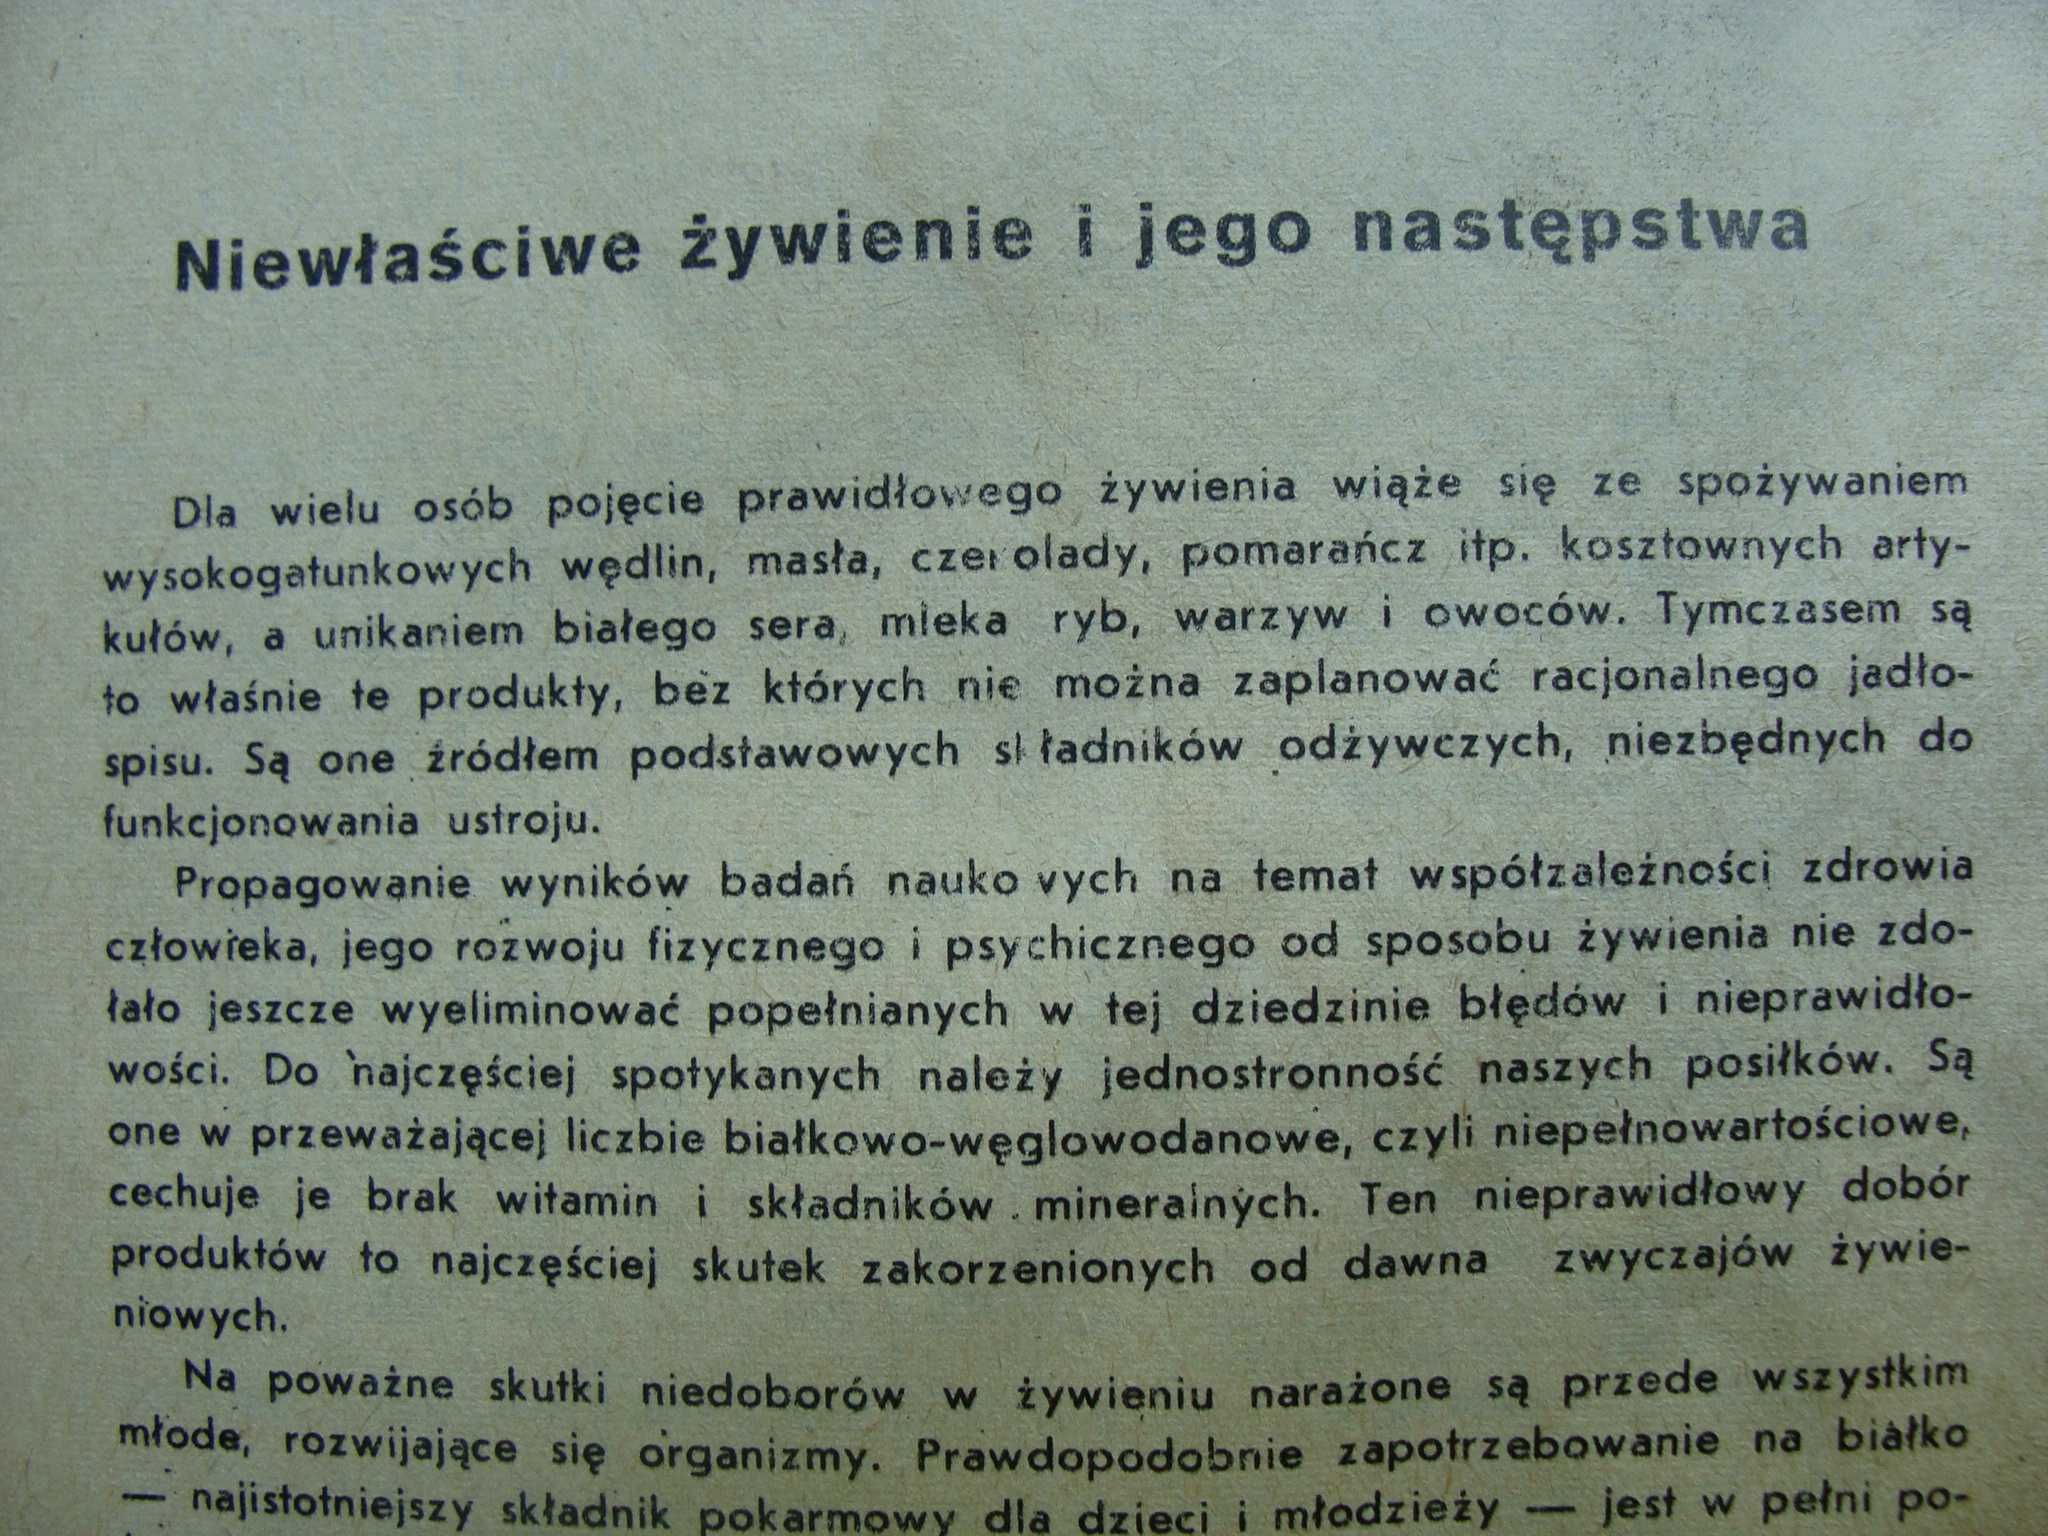 Niewłaściwe żywienie i jego następstwa
Dla wielu osób pojęcie prawidłowego żywienia wiąże się ze spożywaniem
wysokogatunkowych wędlin, masła, czekolady, pomarańcz itp. kosztownych arty-
kułów, a unikaniem białego sera, mleka ryb, warzyw i owoców. Tymczasem są
to właśnie te produkty, bez których nie można zaplanować racjonalnego jadło-
spisu. Są one źródłem podstawowych składników odżywczych, niezbędnych do
funkcjonowania ustroju.
Propagowanie wyników badań naukowych na temat współzależności zdrowia
człowieka, jego rozwoju fizycznego i psychicznego od sposobu żywienia nie zdo-
łało jeszcze wyeliminować popełnianych w tej dziedzinie błędów i nieprawidło-
wości. Do najczęściej spotykanych należy jednostronność naszych posiłków. Są
one w przeważającej liczbie białkowo-węglowodanowe, czyli niepełnowartościowe,
cechuje je brak witamin i składników mineralnych. Ten nieprawidłowy dobór
produktów to najczęściej skutek zakorzenionych od dawna zwyczajów żywie-
niowych.
Na poważne skutki niedoborów w żywieniu narażone są przede wszystkim
młode, rozwijające się organizmy. Prawdopodobnie zapotrzebowanie na białko
— najistotniejszy składnik pokarmowy dla dzieci i młodzieży — jest w pełni po-